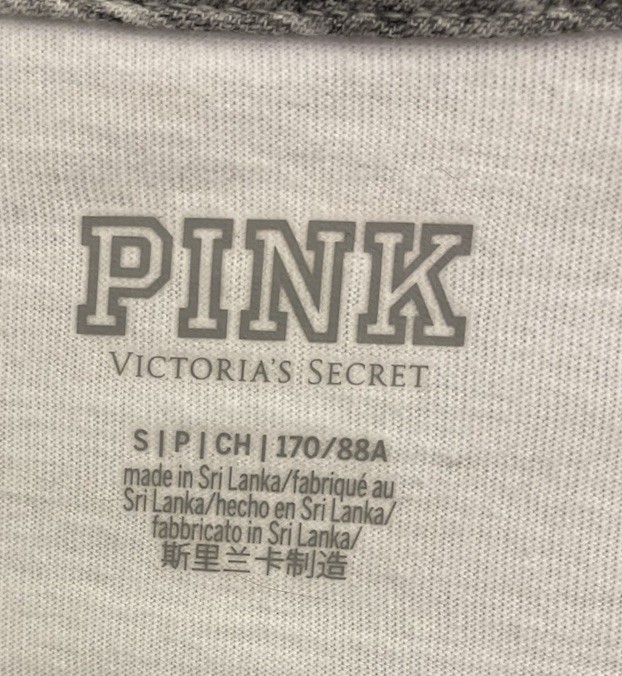 PINK
VICTORIA'S SECRET
S | P | CH | 170/88A
made in Sri Lanka/fabriqué au
Sri Lanka/hecho en Sri Lanka/
fabbricato in Sri Lanka/
斯里兰卡制造